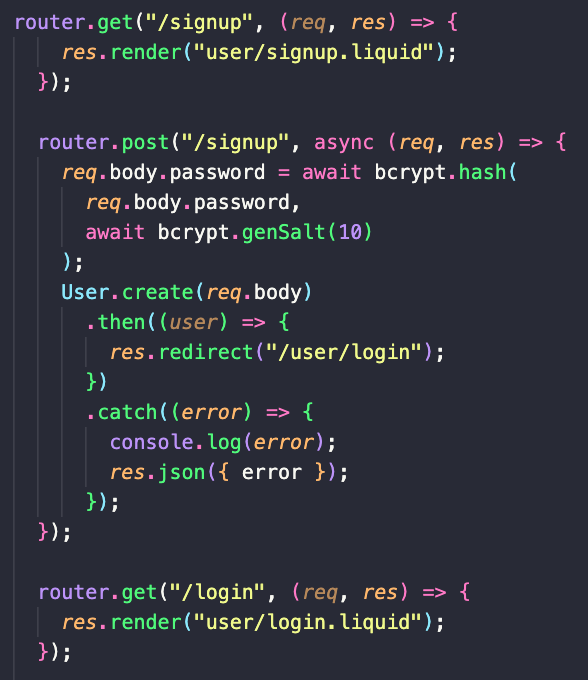 router.get("/signup", (req, res) => {
res.render("user/signup.liquid");
});
router.post("/signup", async (req, res) => {
req.body.password = await bcrypt.hash(
req.body.password,
await bcrypt.genSalt(10)
);
User.create(req.body)
.then((user) => {
res.redirect("/user/login");
})
.catch((error) => {
console.log(error);
res.json({ error });
});
});
router.get("/login", (req, res) => {
res.render("user/login.liquid");
});